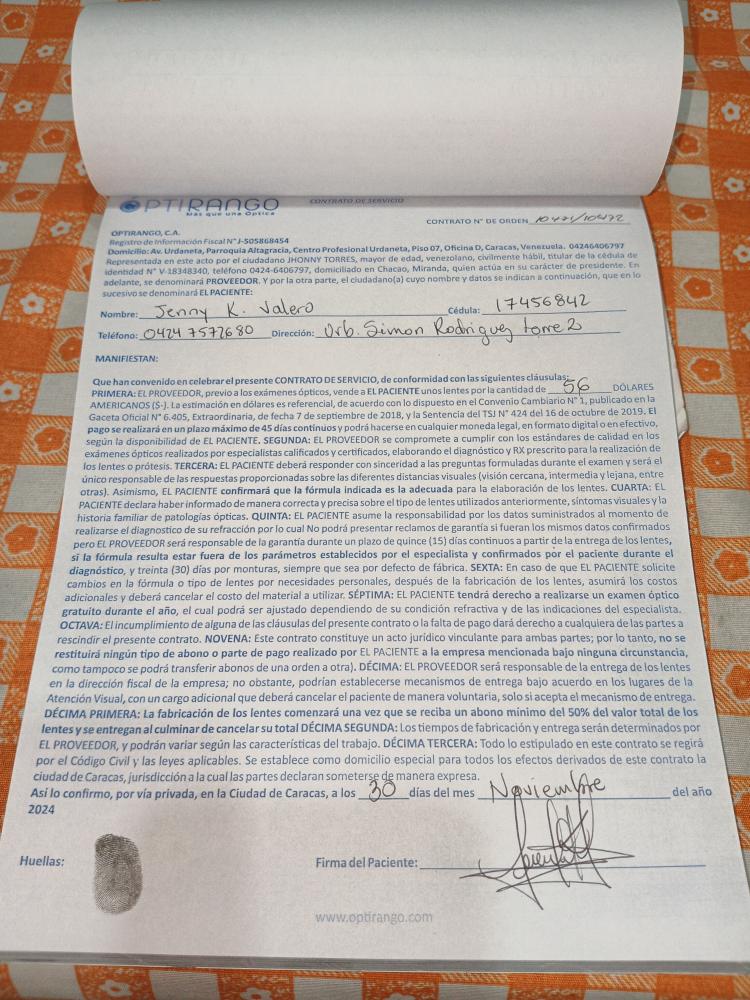 ÓPTIRANGO
Más que una Óptica
CONTRATO DE SERVICIO
CONTRATO N° DE ORDEN 10471/10472
OPTIRANGO, C.A.
Registro de Información Fiscal N° J-505868454
Domicilio: Av. Urdaneta, Parroquia Altagracia, Centro Profesional Urdaneta, Piso 07, Oficina D, Caracas, Venezuela. 04246406797
Representada en este acto por el ciudadano JHONNY TORRES, mayor de edad, venezolano, civilmente hábil, titular de la cédula de
identidad N° V-18348340, teléfono 0424-6406797, domiciliado en Chacao, Miranda, quien actúa en su carácter de presidente. En
adelante, se denominará PROVEEDOR. Y por la otra parte, el ciudadano(a) cuyo nombre y datos se indican a continuación, que en lo
sucesivo se denominará EL PACIENTE:
Nombre: Jenny K. Valero Cédula: 17456842
Teléfono: 0424 7572680 Dirección: Urb. Simon Rodriguez torre 2
MANIFIESTAN:
Que han convenido en celebrar el presente CONTRATO DE SERVICIO, de conformidad con las siguientes cláusulas:
PRIMERA: EL PROVEEDOR, previo a los exámenes ópticos, vende a EL PACIENTE unos lentes por la cantidad de 56 DÓLARES
AMERICANOS ($-). La estimación en dólares es referencial, de acuerdo con lo dispuesto en el Convenio Cambiario N° 1, publicado en la
Gaceta Oficial N° 6.405, Extraordinaria, de fecha 7 de septiembre de 2018, y la Sentencia del TSJ N° 424 del 16 de octubre de 2019. El
pago se realizará en un plazo máximo de 45 días continuos y podrá hacerse en cualquier moneda legal, en formato digital o en efectivo,
según la disponibilidad de EL PACIENTE. SEGUNDA: EL PROVEEDOR se compromete a cumplir con los estándares de calidad en los
exámenes ópticos realizados por especialistas calificados y certificados, elaborando el diagnóstico y RX prescrito para la realización de
los lentes o prótesis. TERCERA: EL PACIENTE deberá responder con sinceridad a las preguntas formuladas durante el examen y será el
único responsable de las respuestas proporcionadas sobre las diferentes distancias visuales (visión cercana, intermedia y lejana, entre
otras). Asimismo, EL PACIENTE confirmará que la fórmula indicada es la adecuada para la elaboración de los lentes. CUARTA: EL
PACIENTE declara haber informado de manera correcta y precisa sobre el tipo de lentes utilizados anteriormente, síntomas visuales y la
historia familiar de patologías ópticas. QUINTA: EL PACIENTE asume la responsabilidad por los datos suministrados al momento de
realizarse el diagnostico de su refracción por lo cual No podrá presentar reclamos de garantía si fueran los mismos datos confirmados
pero EL PROVEEDOR será responsable de la garantía durante un plazo de quince (15) días continuos a partir de la entrega de los lentes,
si la fórmula resulta estar fuera de los parámetros establecidos por el especialista y confirmados por el paciente durante el
diagnóstico, y treinta (30) días por monturas, siempre que sea por defecto de fábrica. SEXTA: En caso de que EL PACIENTE solicite
cambios en la fórmula o tipo de lentes por necesidades personales, después de la fabricación de los lentes, asumirá los costos
adicionales y deberá cancelar el costo del material a utilizar. SÉPTIMA: EL PACIENTE tendrá derecho a realizarse un examen óptico
gratuito durante el año, el cual podrá ser ajustado dependiendo de su condición refractiva y de las indicaciones del especialista.
OCTAVA: El incumplimiento de alguna de las cláusulas del presente contrato o la falta de pago dará derecho a cualquiera de las partes a
rescindir el presente contrato. NOVENA: Este contrato constituye un acto jurídico vinculante para ambas partes; por lo tanto, no se
restituirá ningún tipo de abono o parte de pago realizado por EL PACIENTE a la empresa mencionada bajo ninguna circunstancia,
como tampoco se podrá transferir abonos de una orden a otra). DÉCIMA: EL PROVEEDOR será responsable de la entrega de los lentes
en la dirección fiscal de la empresa; no obstante, podrían establecerse mecanismos de entrega bajo acuerdo en los lugares de la
Atención Visual, con un cargo adicional que deberá cancelar el paciente de manera voluntaria, solo si acepta el mecanismo de entrega.
DÉCIMA PRIMERA: La fabricación de los lentes comenzará una vez que se reciba un abono mínimo del 50% del valor total de los
lentes y se entregan al culminar de cancelar su total DÉCIMA SEGUNDA: Los tiempos de fabricación y entrega serán determinados por
EL PROVEEDOR, y podrán variar según las características del trabajo. DÉCIMA TERCERA: Todo lo estipulado en este contrato se regirá
por el Código Civil y las leyes aplicables. Se establece como domicilio especial para todos los efectos derivados de este contrato la
ciudad de Caracas, jurisdicción a la cual las partes declaran someterse de manera expresa.
Así lo confirmo, por vía privada, en la Ciudad de Caracas, a los 30 días del mes Noviembre del año
2024
Huellas:
Firma del Paciente:
www.optirango.com